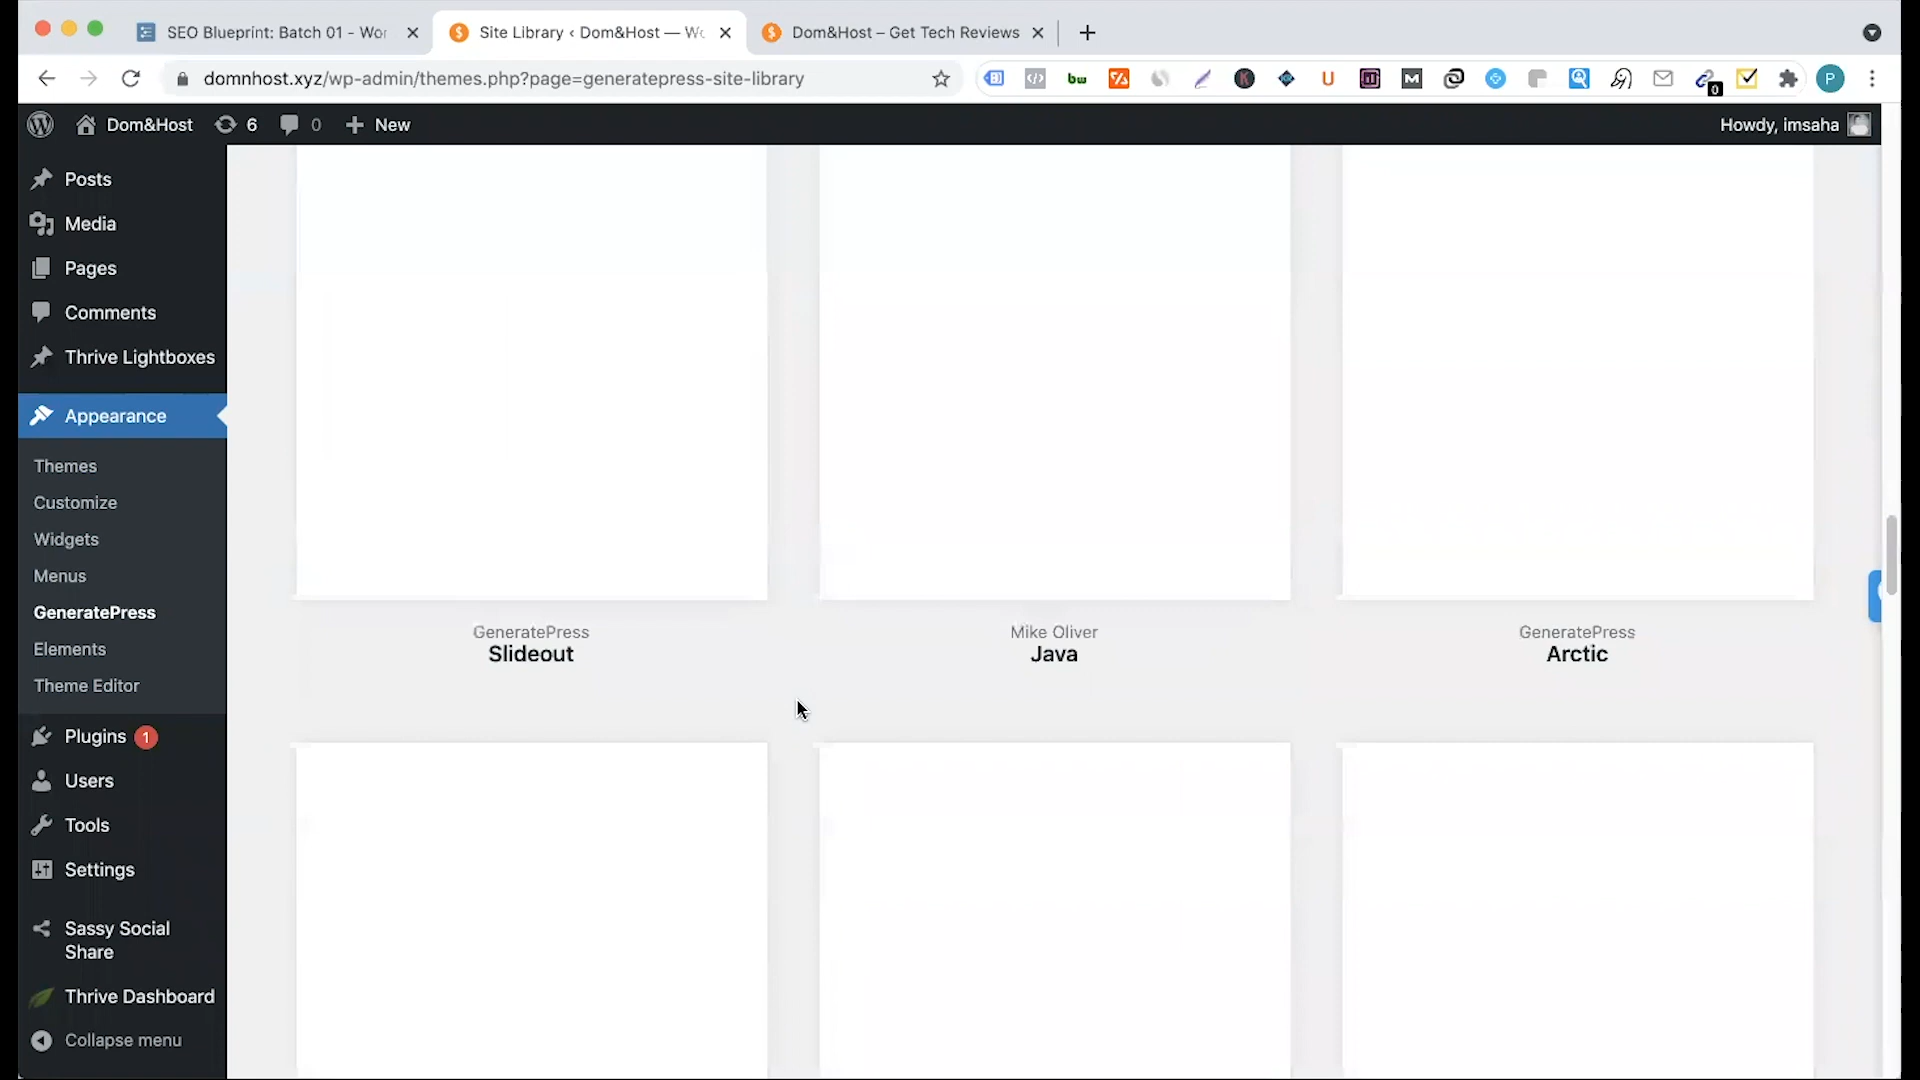 SEO Blueprint: Batch 01 - Wor
Site Library ‹ Dom&Host — Wo
Dom&Host – Get Tech Reviews
domnhost.xyz/wp-admin/themes.php?page=generatepress-site-library
bw
U
M
0
P
Dom&Host
6
0
New
Howdy, imsaha
Posts
Media
Pages
Comments
Thrive Lightboxes
Appearance
Themes
Customize
Widgets
Menus
GeneratePress
Elements
Theme Editor
Plugins 1
Users
Tools
Settings
Sassy Social
Share
Thrive Dashboard
Collapse menu
GeneratePress
Slideout
Mike Oliver
Java
GeneratePress
Arctic